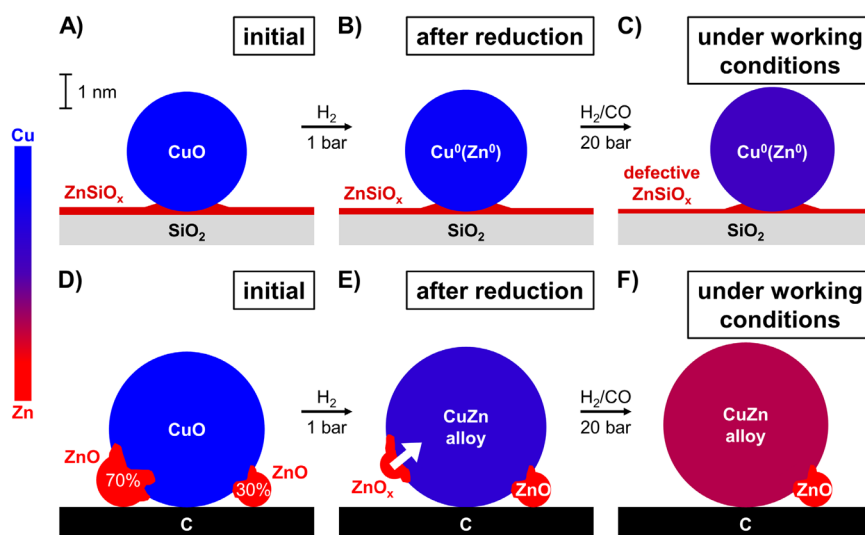 A)
initial
B)
after reduction
C)
under working
conditions
1 nm
Cu
Zn
CuO
ZnSiOₓ
SiO₂
H₂
1 bar
Cu⁰(Zn⁰)
ZnSiOₓ
SiO₂
H₂/CO
20 bar
Cu⁰(Zn⁰)
defective
ZnSiOₓ
SiO₂
D)
initial
E)
after reduction
F)
under working
conditions
CuO
ZnO
70%
ZnO
30%
C
H₂
1 bar
CuZn
alloy
ZnOₓ
ZnO
C
H₂/CO
20 bar
CuZn
alloy
ZnO
C